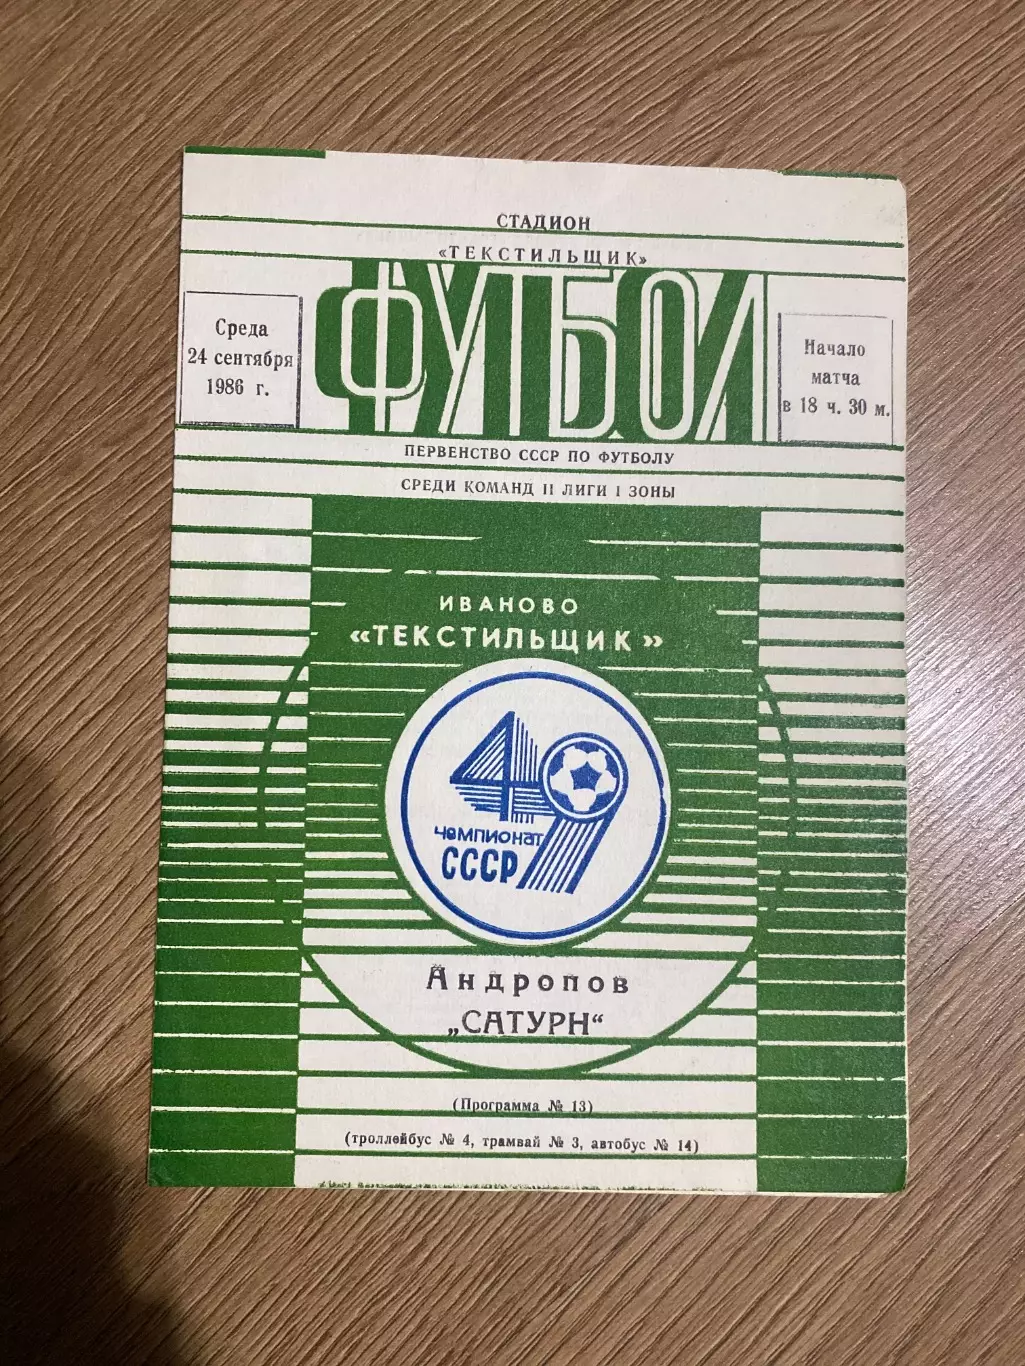 СТАДИОН
«ТЕКСТИЛЬЩИК»
ФУТБОЛ
Среда
24 сентября
1986 г.
Начало
матча
в 18 ч. 30 м.
ПЕРВЕНСТВО СССР ПО ФУТБОЛУ
СРЕДИ КОМАНД II ЛИГИ I ЗОНЫ
ИВАНОВО
«ТЕКСТИЛЬЩИК»
49
чемпионат
СССР
Андропов
„САТУРН“
(Программа № 13)
(троллейбус № 4, трамвай № 3, автобус № 14)